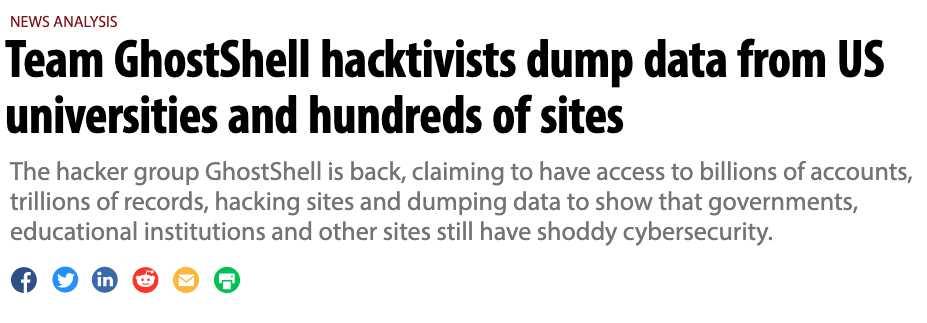 NEWS ANALYSIS
Team GhostShell hacktivists dump data from US
universities and hundreds of sites
The hacker group GhostShell is back, claiming to have access to billions of accounts,
trillions of records, hacking sites and dumping data to show that governments,
educational institutions and other sites still have shoddy cybersecurity.